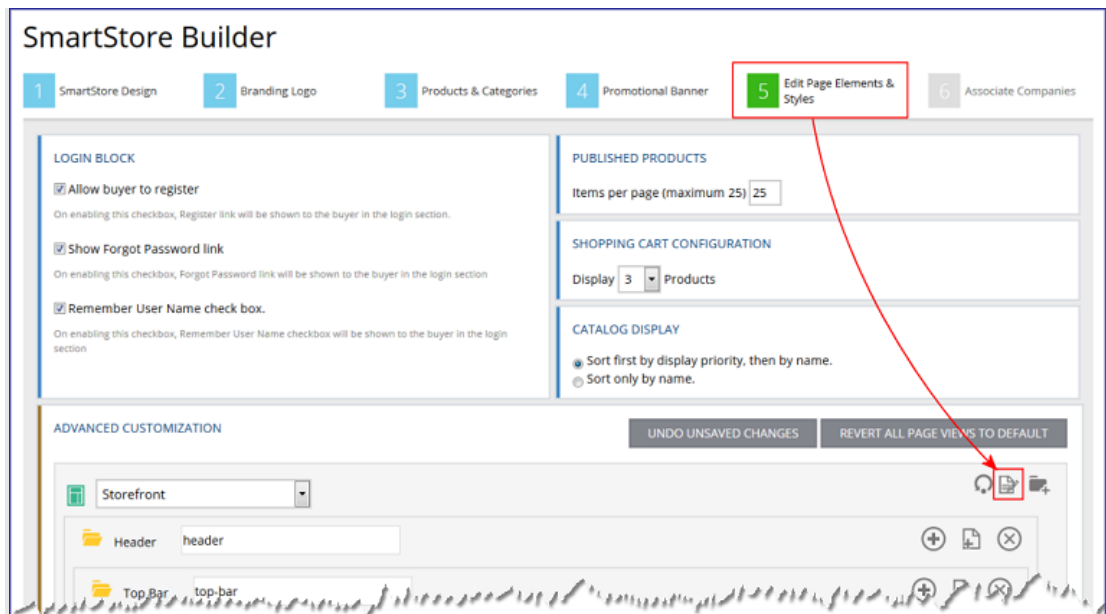 SmartStore Builder
1 SmartStore Design
2 Branding Logo
3 Products & Categories
4 Promotional Banner
5 Edit Page Elements &
Styles
6 Associate Companies
LOGIN BLOCK
Allow buyer to register
On enabling this checkbox, Register link will be shown to the buyer in the login section.
Show Forgot Password link
On enabling this checkbox, Forgot Password link will be shown to the buyer in the login section
Remember User Name check box.
On enabling this checkbox, Remember User Name checkbox will be shown to the buyer in the login
section
PUBLISHED PRODUCTS
Items per page (maximum 25) 25
SHOPPING CART CONFIGURATION
Display 3 Products
CATALOG DISPLAY
Sort first by display priority, then by name.
Sort only by name.
ADVANCED CUSTOMIZATION
UNDO UNSAVED CHANGES
REVERT ALL PAGE VIEWS TO DEFAULT
Storefront
Header header
Top Bar top-bar